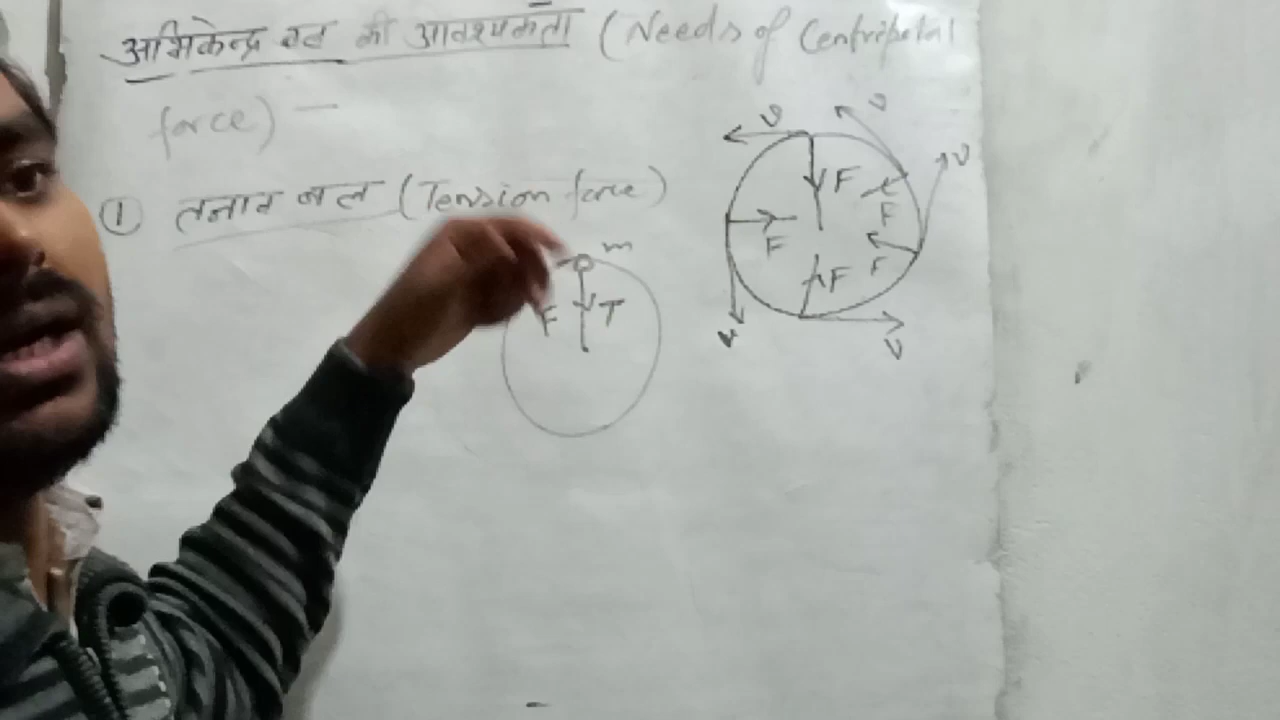 अभिकेन्द्र बल की आवश्यकता (Needs of Centripetal
force) —
① तनाव बल (Tension force)
m
F T
v v v
F F
F F F
v v